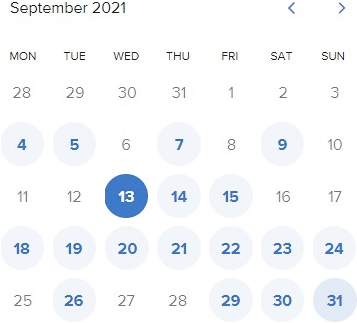 September 2021
MON TUE WED THU FRI SAT SUN
28 29 30 31 1 2 3
4 5 6 7 8 9 10
11 12 13 14 15 16 17
18 19 20 21 22 23 24
25 26 27 28 29 30 31